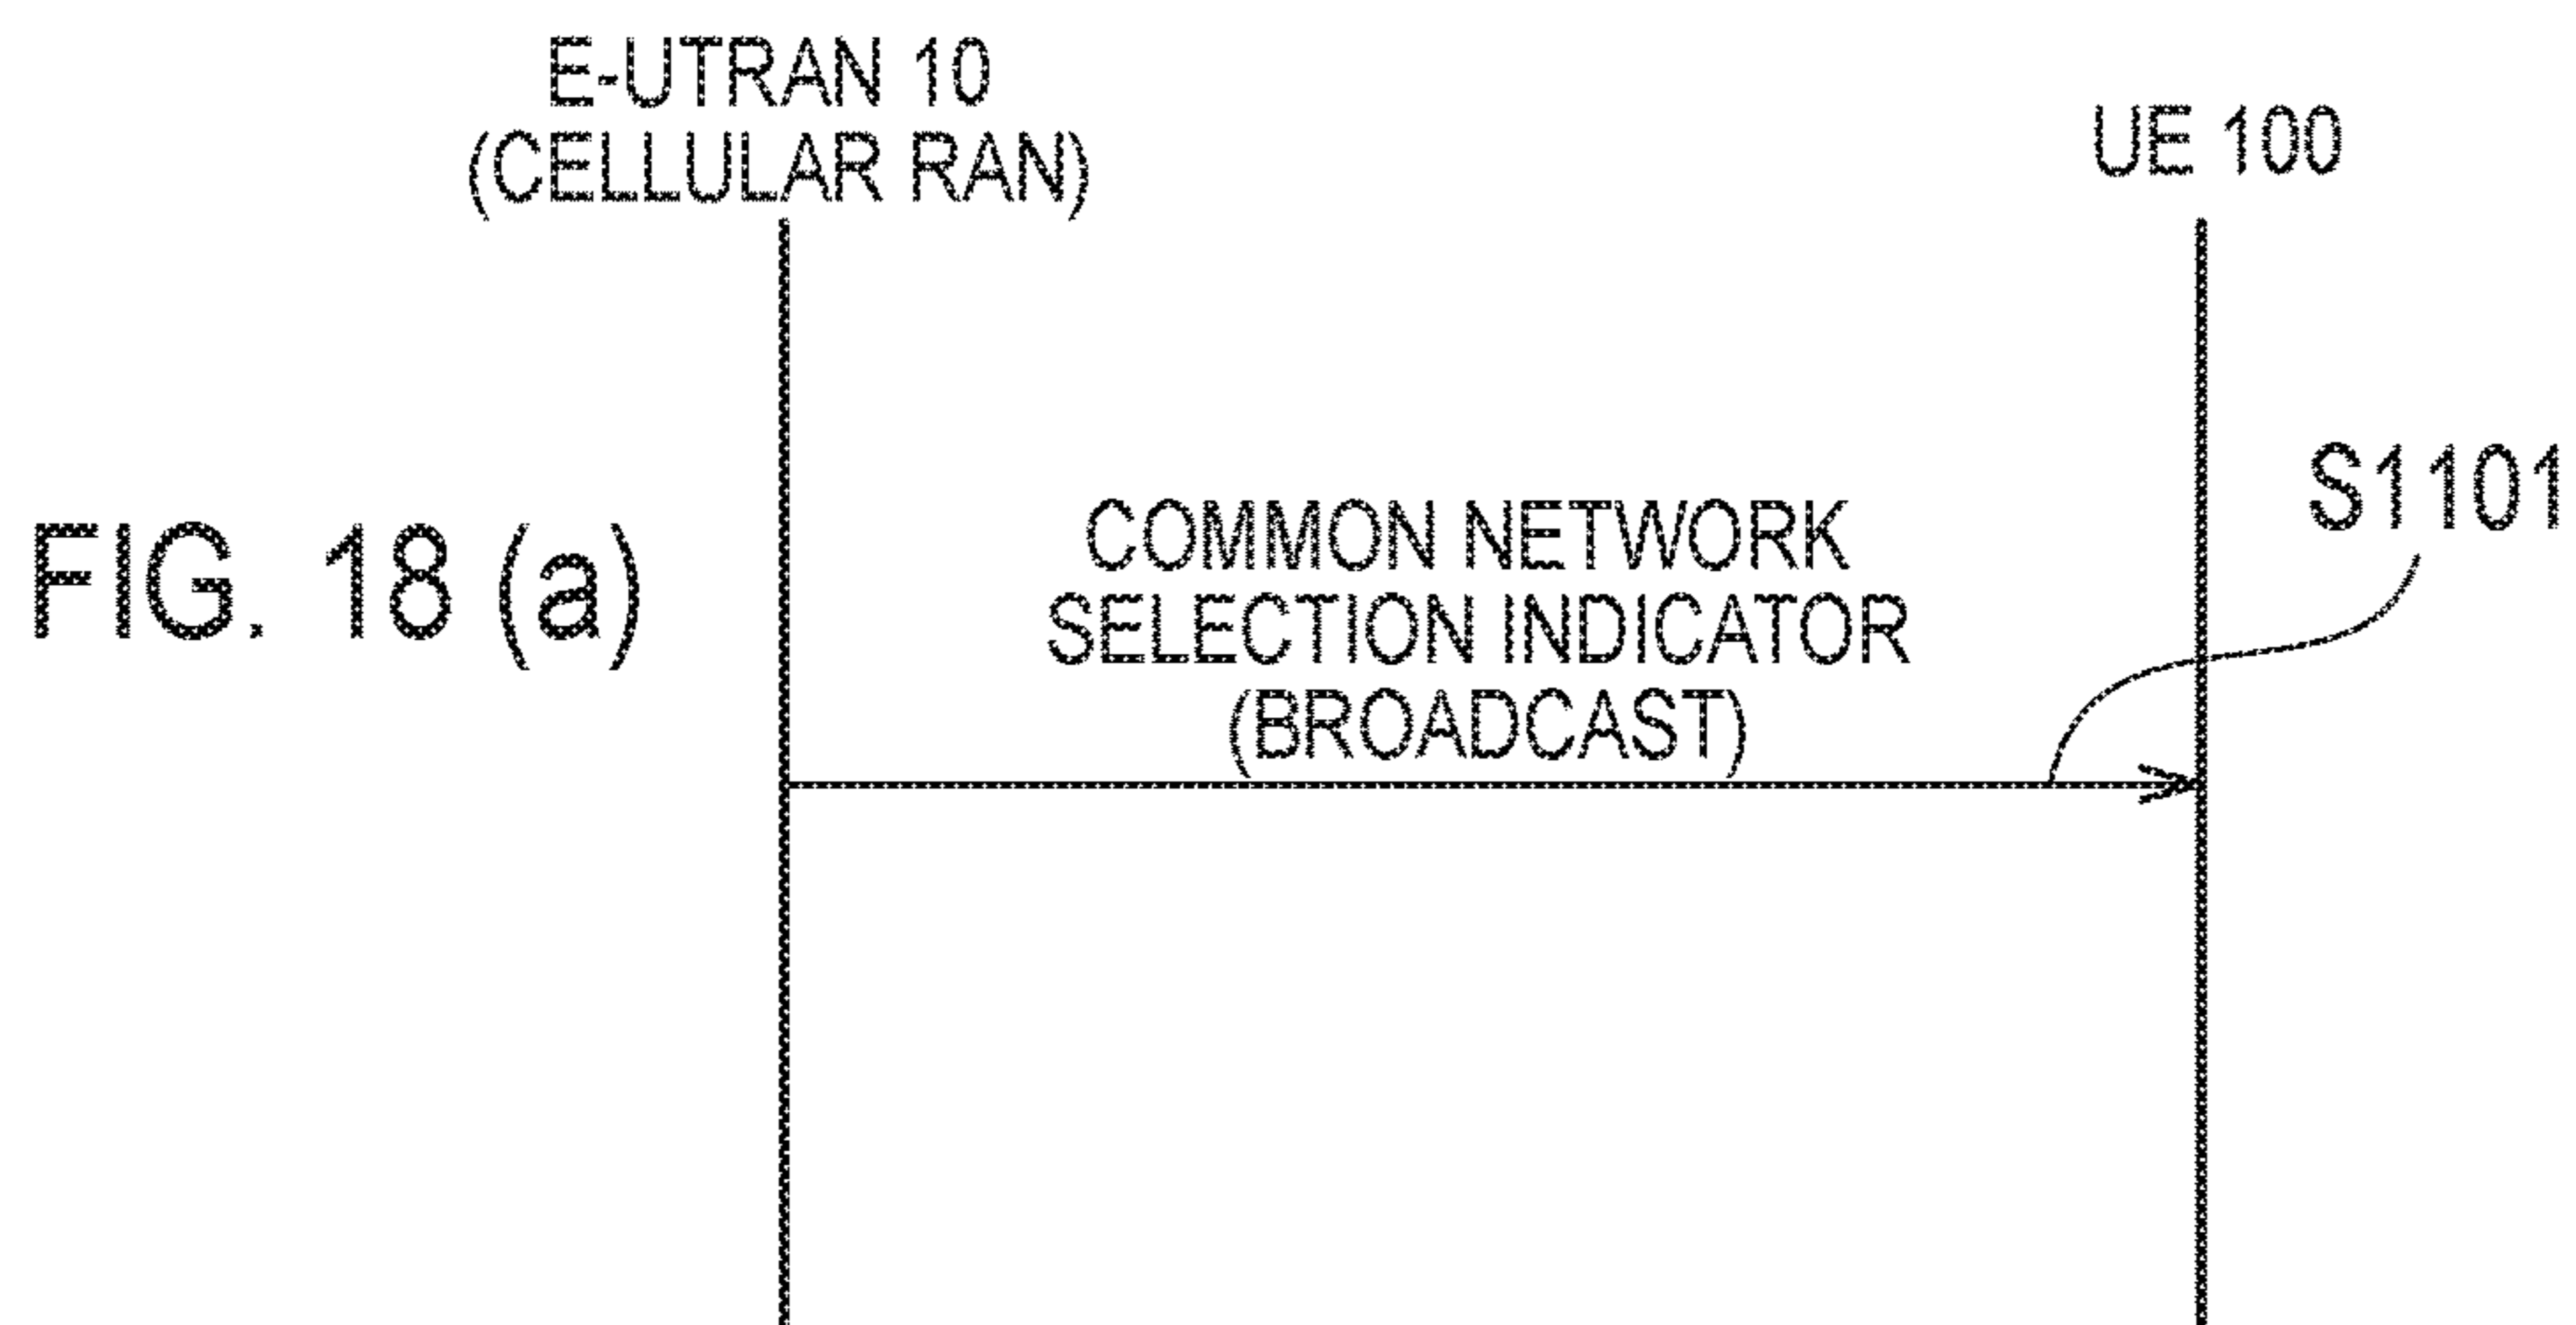 E-UTRAN 10
(CELLULAR RAN)
UE 100
S1101
FIG. 18 (a)
COMMON NETWORK
SELECTION INDICATOR
(BROADCAST)